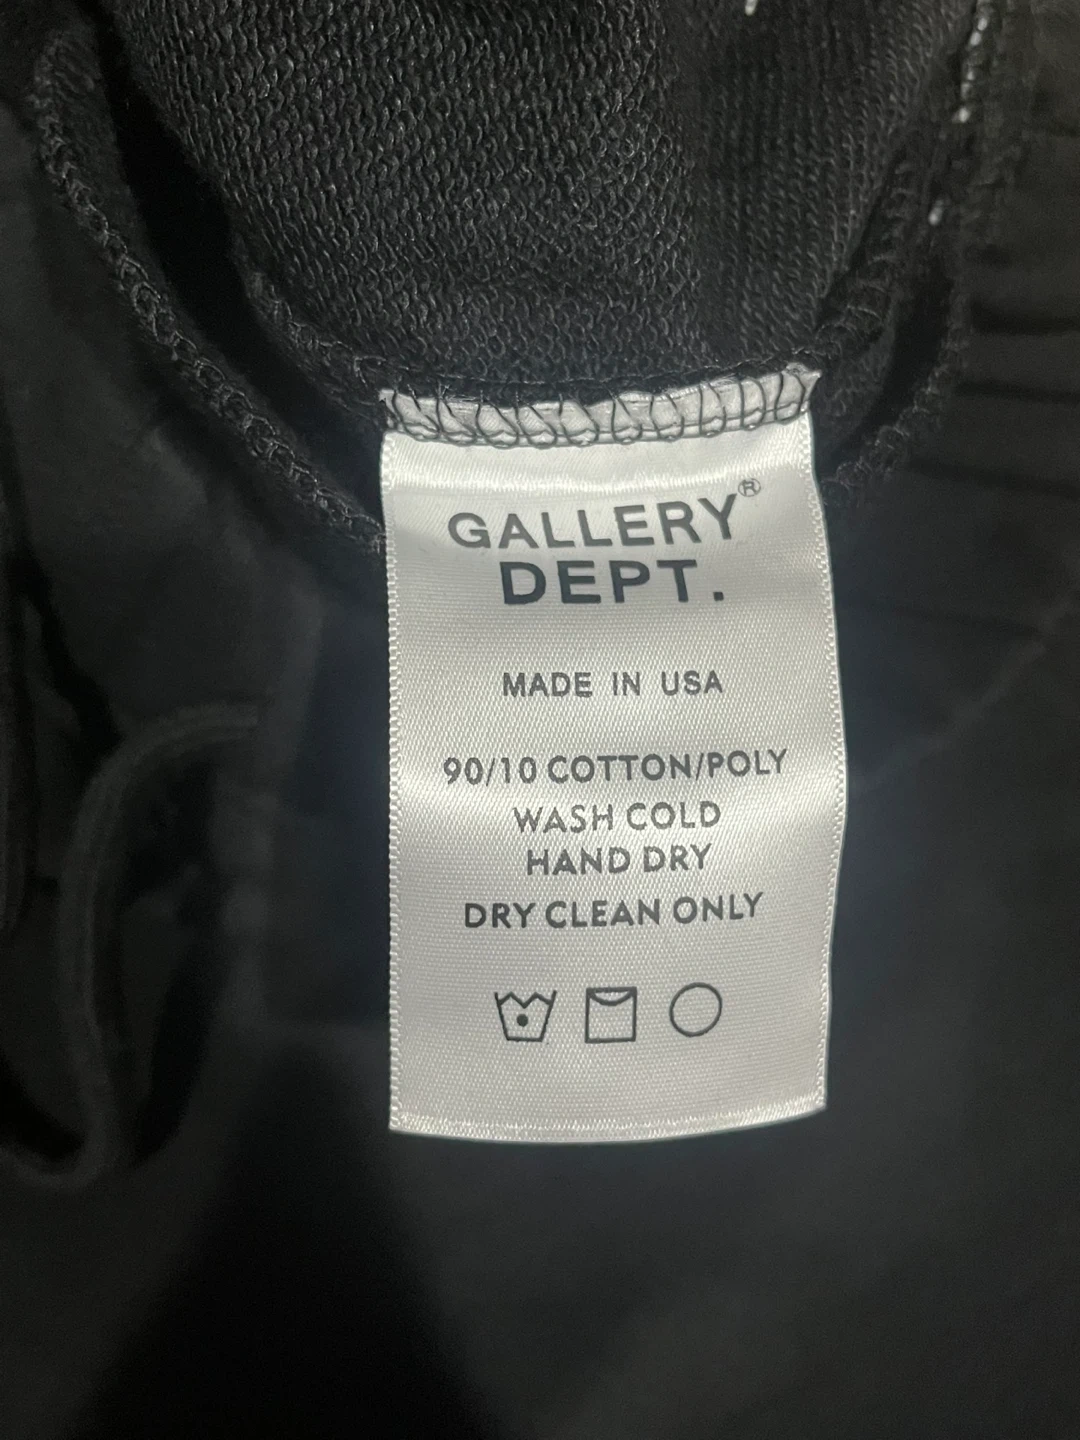 GALLERY®
DEPT.
MADE IN USA
90/10 COTTON/POLY
WASH COLD
HAND DRY
DRY CLEAN ONLY